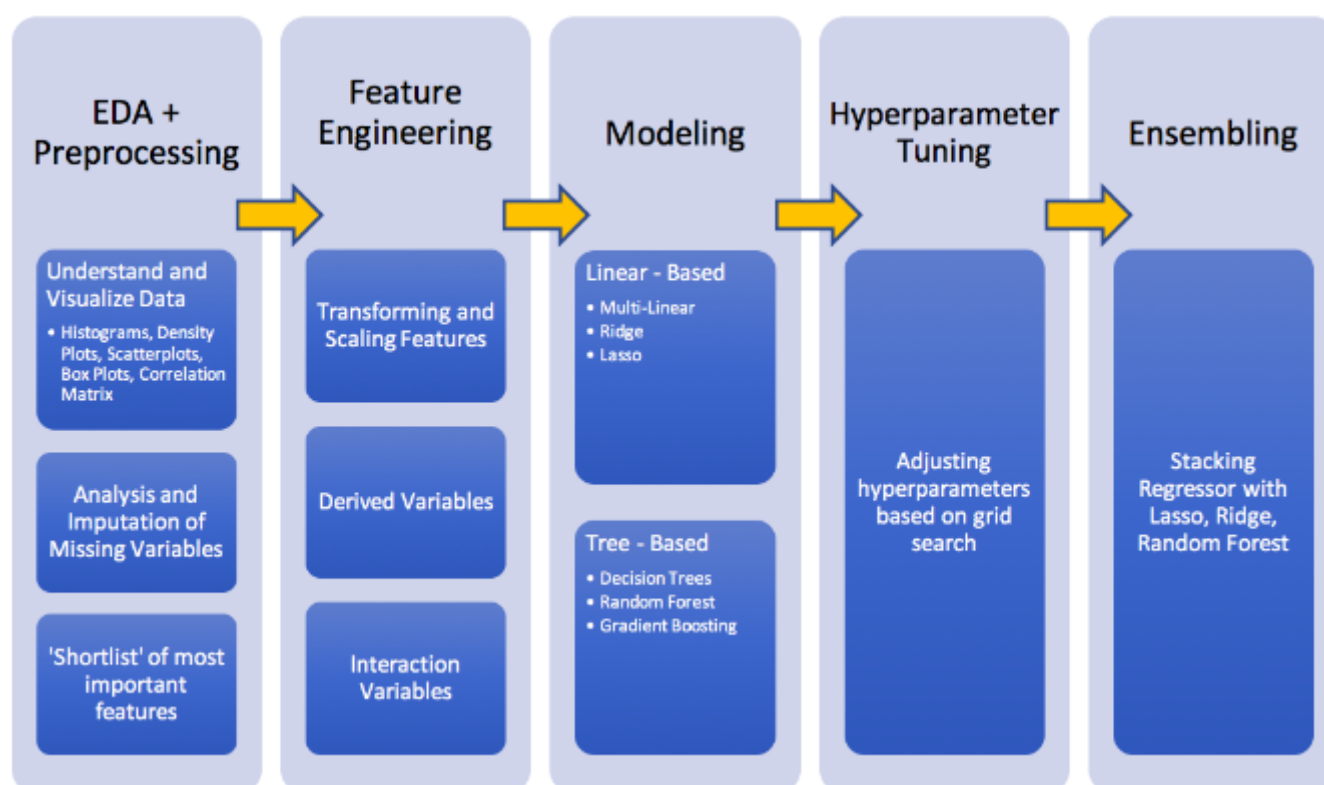 EDA +
Preprocessing
Understand and
Visualize Data
• Histograms, Density
Plots, Scatterplots,
Box Plots, Correlation
Matrix
Analysis and
Imputation of
Missing Variables
'Shortlist' of most
important
features
Feature
Engineering
Transforming and
Scaling Features
Derived Variables
Interaction
Variables
Modeling
Linear - Based
• Multi-Linear
• Ridge
• Lasso
Tree - Based
• Decision Trees
• Random Forest
• Gradient Boosting
Hyperparameter
Tuning
Adjusting
hyperparameters
based on grid
search
Ensembling
Stacking
Regressor with
Lasso, Ridge,
Random Forest